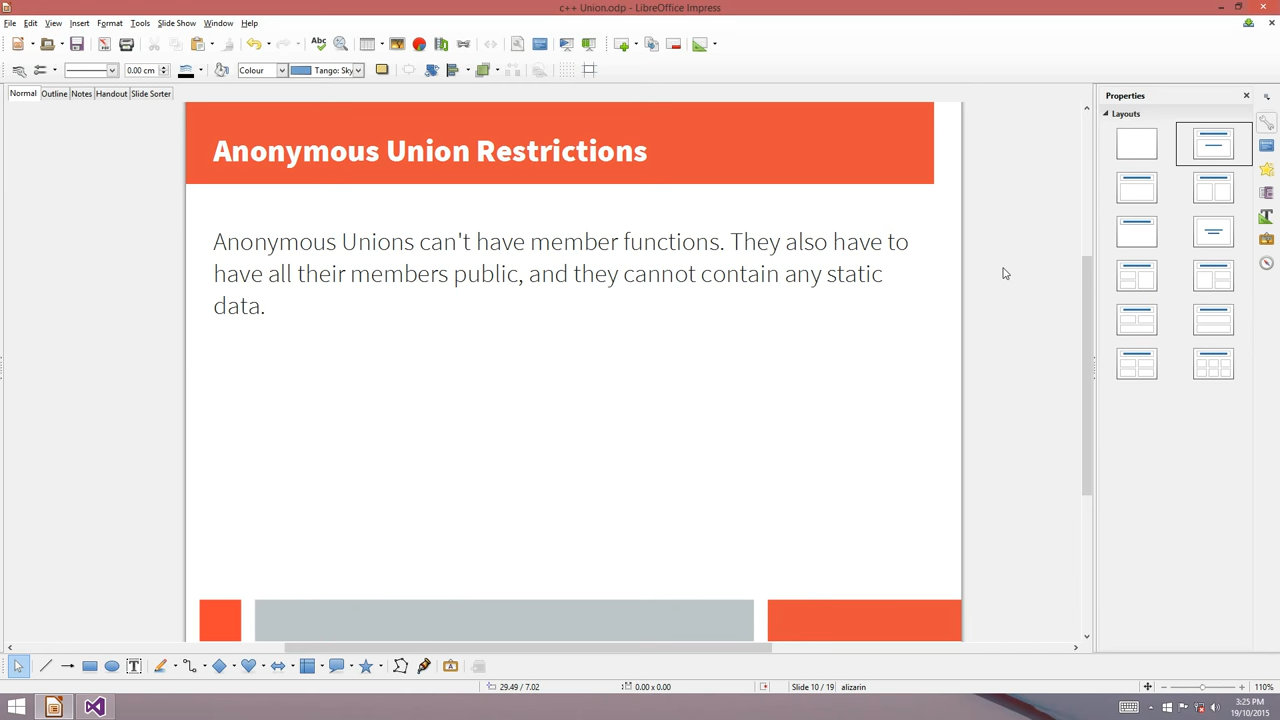 c++ Union.odp - LibreOffice Impress
File Edit View Insert Format Tools Slide Show Window Help
Abc
0.00 cm Colour Tango: Sky
Normal Outline Notes Handout Slide Sorter
Properties
Layouts
Anonymous Union Restrictions
Anonymous Unions can't have member functions. They also have to
have all their members public, and they cannot contain any static
data.
T
29.49 / 7.02 0.00 x 0.00 Slide 10 / 19 alizarin 110%
3:25 PM
19/10/2015